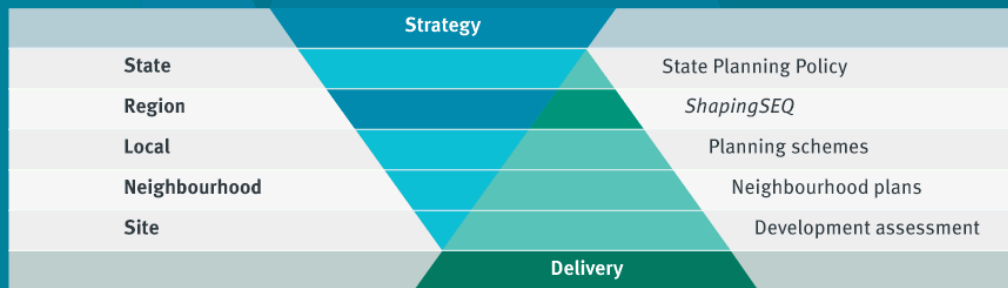 Strategy
State State Planning Policy
Region ShapingSEQ
Local Planning schemes
Neighbourhood Neighbourhood plans
Site Development assessment
Delivery